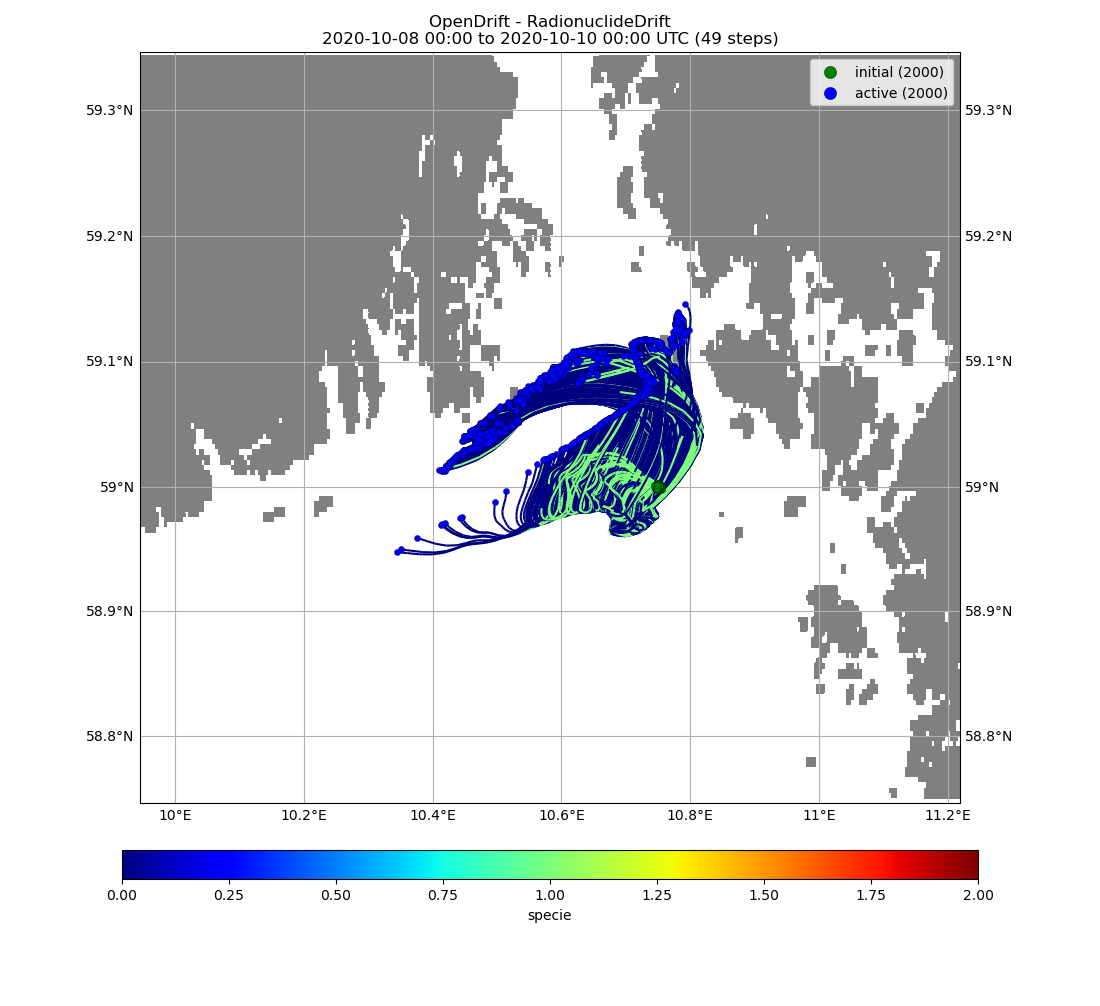 OpenDrift - RadionuclideDrift
2020-10-08 00:00 to 2020-10-10 00:00 UTC (49 steps)
initial (2000)
active (2000)
59.3°N 59.3°N
59.2°N 59.2°N
59.1°N 59.1°N
59°N 59°N
58.9°N 58.9°N
58.8°N 58.8°N
10°E 10.2°E 10.4°E 10.6°E 10.8°E 11°E 11.2°E
0.00 0.25 0.50 0.75 1.00 1.25 1.50 1.75 2.00
specie